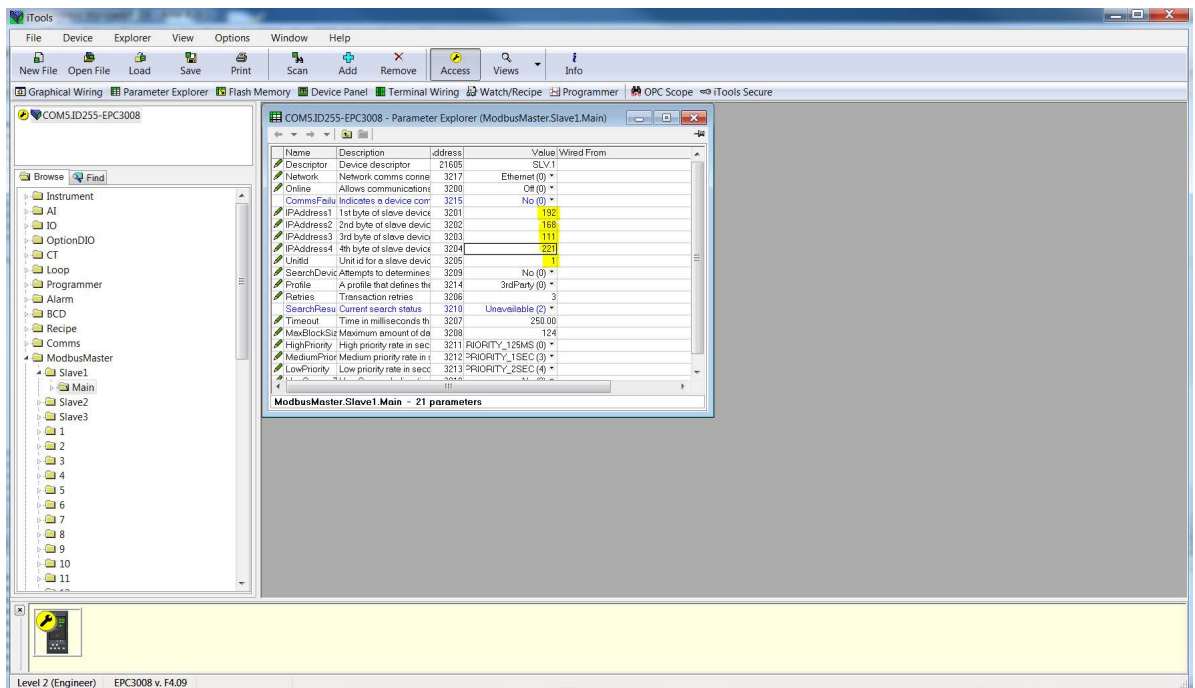 iTools
File Device Explorer View Options Window Help
New File Open File Load Save Print Scan Add Remove Access Views Info
Graphical Wiring Parameter Explorer Flash Memory Device Panel Terminal Wiring Watch/Recipe Programmer OPC Scope iTools Secure
COM5.ID255-EPC3008
Browse Find
Instrument
AI
IO
OptionDIO
CT
Loop
Programmer
Alarm
BCD
Recipe
Comms
ModbusMaster
Slave1
Main
Slave2
Slave3
1
2
3
4
5
6
7
8
9
10
11
COM5.ID255-EPC3008 - Parameter Explorer (ModbusMaster.Slave1.Main)
Name Description ddress Value Wired From
Descriptor Device descriptor 21605 SLV.1
Network Network comms conne 3217 Ethernet (0)
Online Allows communications 3200 Off (0)
CommsFailu Indicates a device com 3215 No (0)
IPAddress1 1st byte of slave device 3201 192
IPAddress2 2nd byte of slave devic 3202 168
IPAddress3 3rd byte of slave devic 3203 111
IPAddress4 4th byte of slave device 3204 221
UnitId Unit id for a slave devic 3205 1
SearchDevic Attempts to determines 3209 No (0)
Profile A profile that defines the 3214 3rdParty (0)
Retries Transaction retries 3206 3
SearchResu Current search status 3210 Unavailable (2)
Timeout Time in milliseconds th 3207 250.00
MaxBlockSiz Maximum amount of da 3208 124
HighPriority High priority rate in sec 3211 RIORITY_125MS (0)
MediumPrior Medium priority rate in s 3212 PRIORITY_1SEC (3)
LowPriority Low priority rate in secc 3213 PRIORITY_2SEC (4)
ModbusMaster.Slave1.Main - 21 parameters
Level 2 (Engineer) EPC3008 v. F4.09